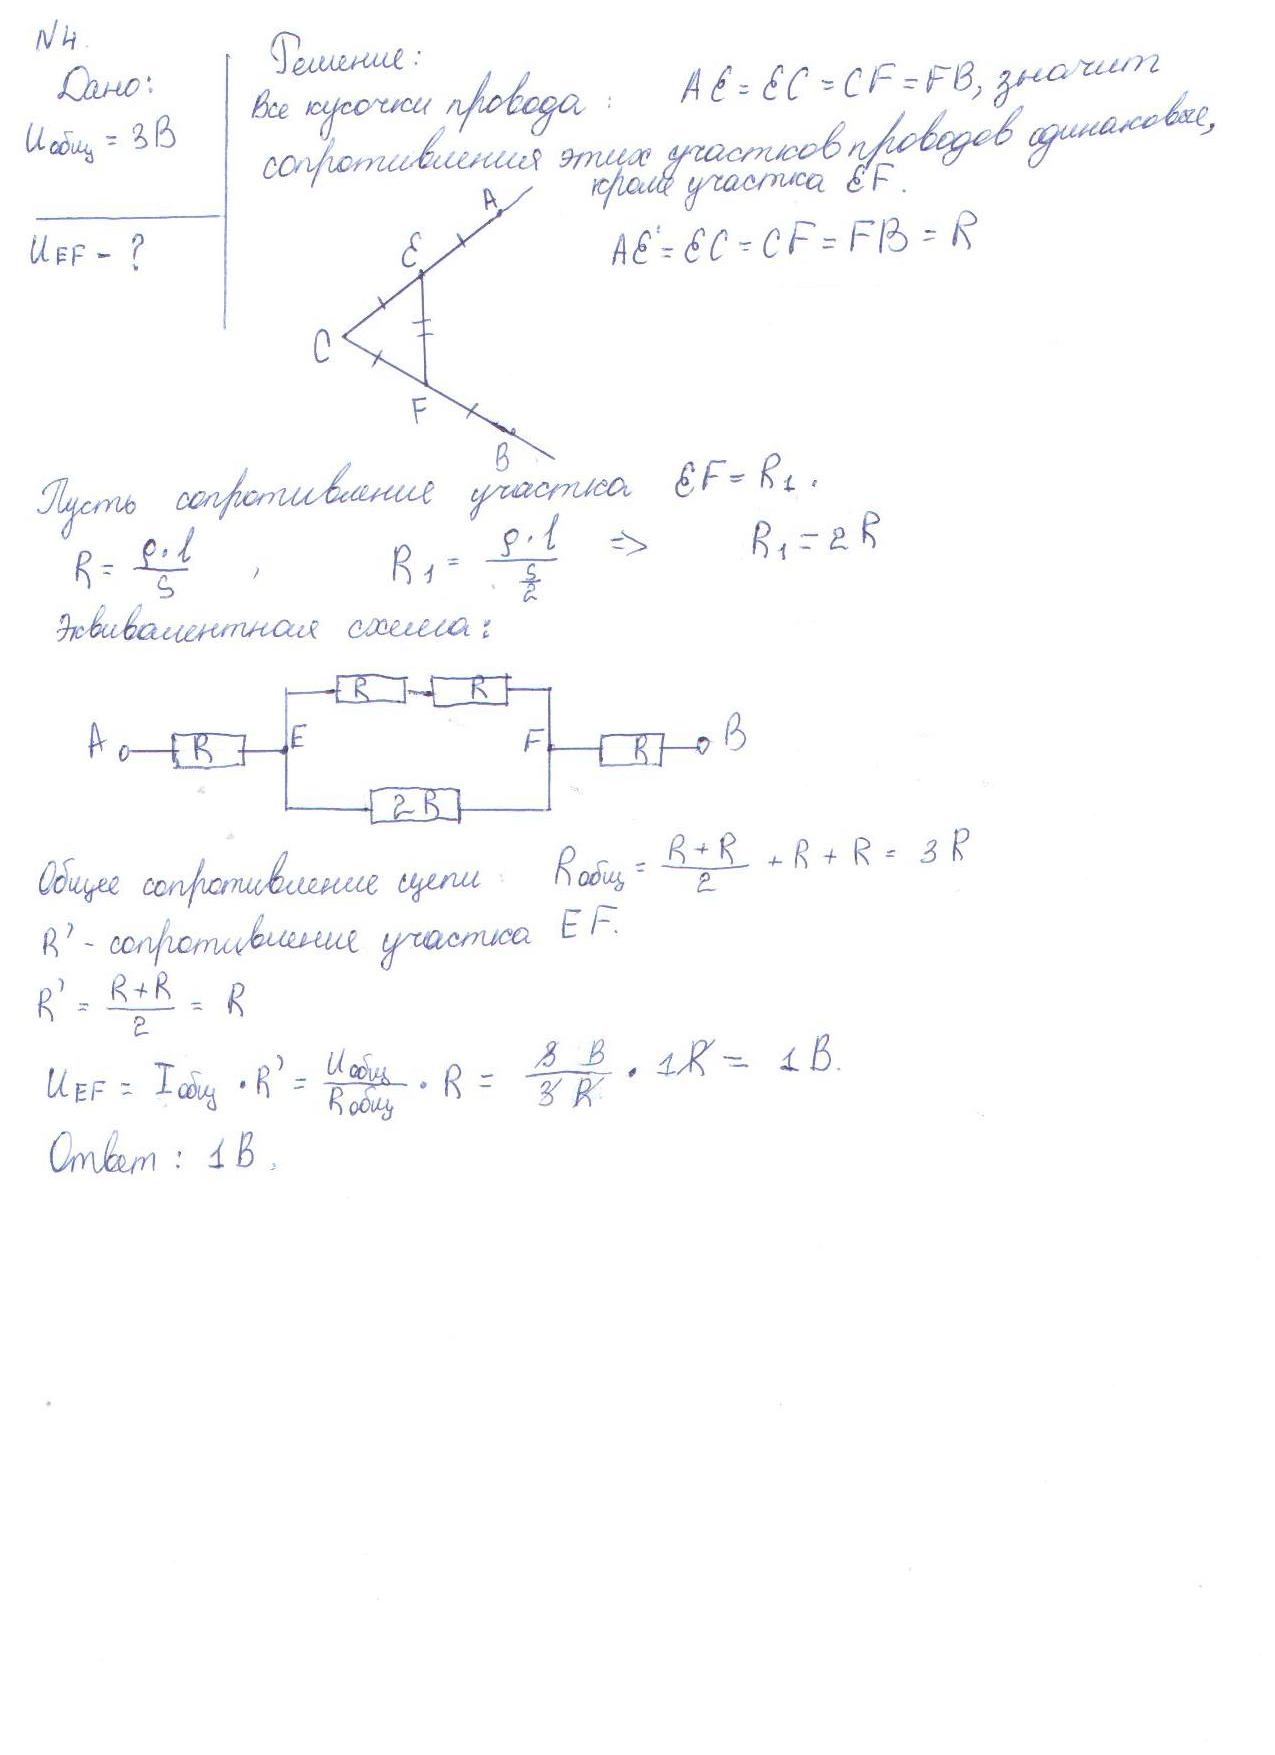 N4.
Дано:
Uобщ = 3В
UEF - ?
Решение:
Все кусочки провода : AE = EC = CF = FB, значит
сопротивления этих участков проводов одинаковые,
кроме участка EF.
AE = EC = CF = FB = R
A
E
C
F
B
Пусть сопротивление участка EF = R1.
R = ρ·l/S , R1 = ρ·l/(S/2) => R1 = 2R
Эквивалентная схема:
R R
A R E F R B
2R
Общее сопротивление цепи Rобщ = (R + R)/2 + R + R = 3R
R' - сопротивление участка EF.
R' = (R+R)/2 = R
UEF = Iобщ · R' = Uобщ/Rобщ · R = 3 В/3 R · 1R = 1 В.
Ответ : 1 В.